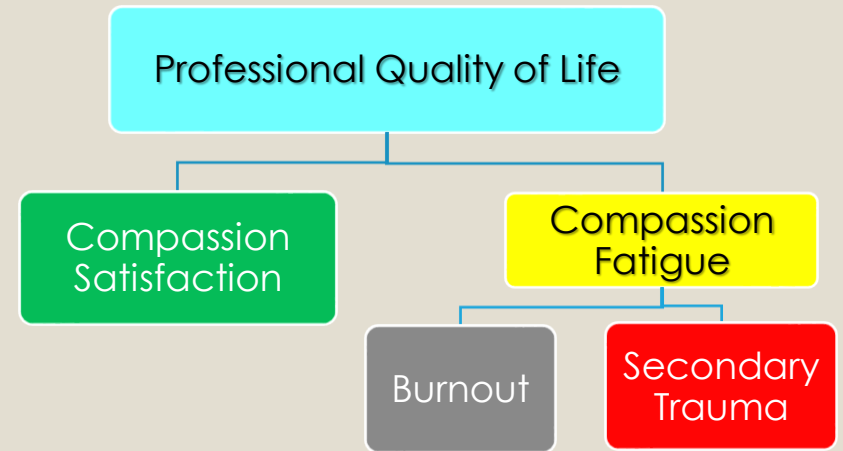 Professional Quality of Life
Compassion
Satisfaction
Compassion
Fatigue
Burnout
Secondary
Trauma